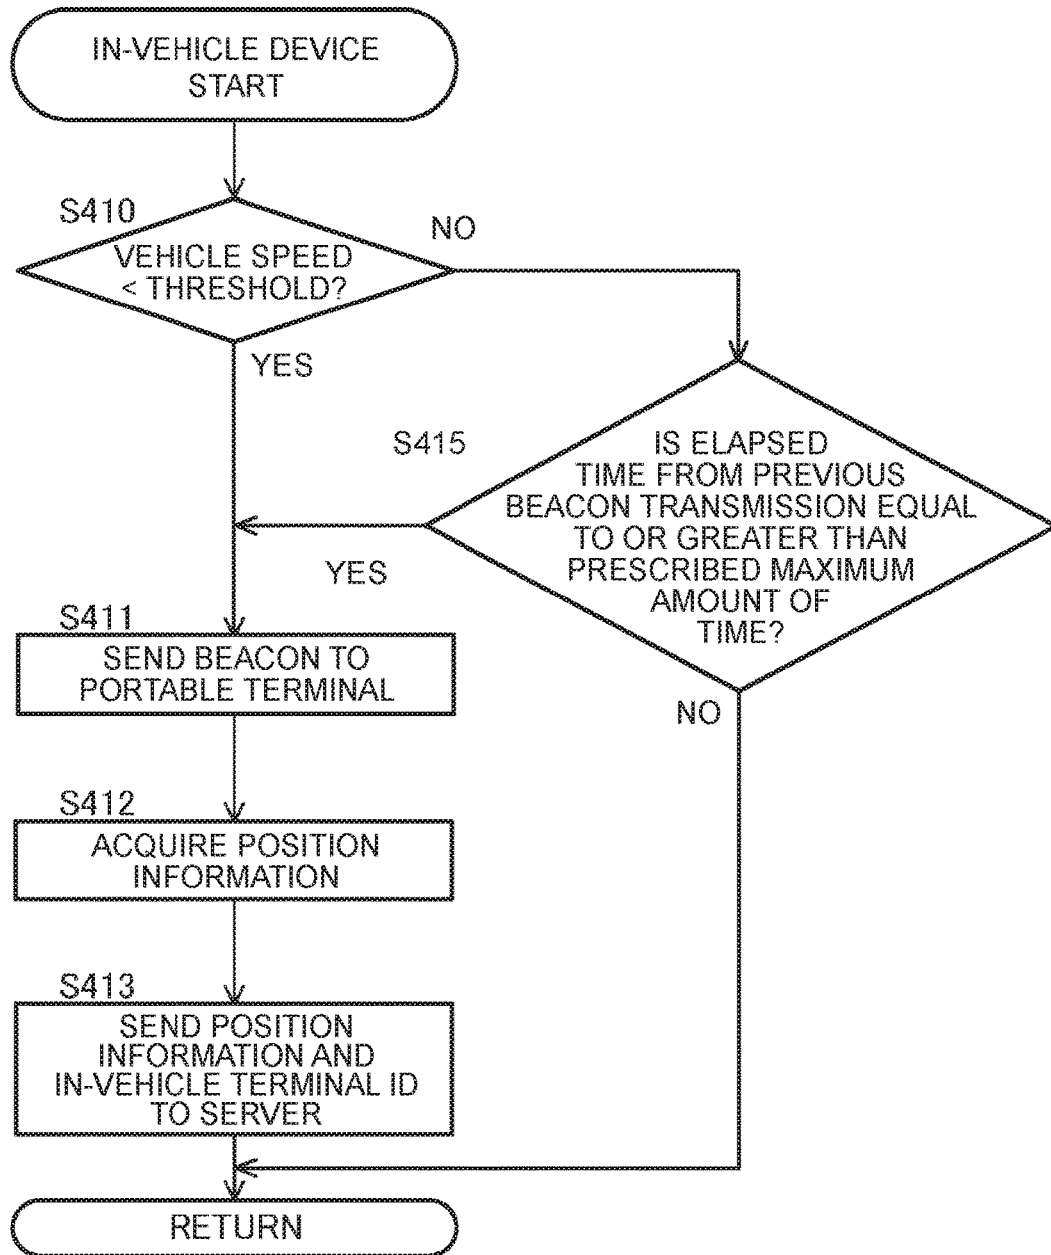 IN-VEHICLE DEVICE
START
S410
NO
VEHICLE SPEED
< THRESHOLD?
YES
S415
IS ELAPSED
TIME FROM PREVIOUS
BEACON TRANSMISSION EQUAL
TO OR GREATER THAN
PRESCRIBED MAXIMUM
AMOUNT OF
TIME?
YES
NO
S411
SEND BEACON TO
PORTABLE TERMINAL
S412
ACQUIRE POSITION
INFORMATION
S413
SEND POSITION
INFORMATION AND
IN-VEHICLE TERMINAL ID
TO SERVER
RETURN